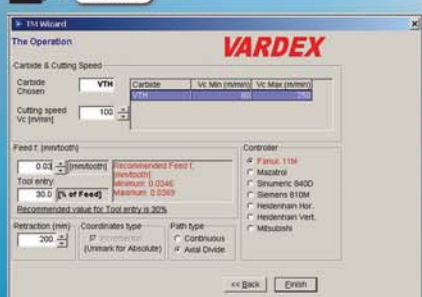 TM Wizard
The Operation
VARDEX
Carbide & Cutting Speed
Carbide Chosen
VTH
Carbide Vc Min (m/min) Vc Max (m/min)
VTH 60 250
Cutting speed Vc [m/min]
100
Feed f. [mm/tooth]
0.03 [mm/tooth]
Recommended Feed f. [mm/tooth]
Minimum: 0.0246
Maximum: 0.0369
Tool entry
30.0 [% of Feed]
Recommended value for Tool entry is 30%
Controller
Fanuc 11M
Mazatrol
Sinumeric 840D
Siemens 810M
Heidenhain Hor.
Heidenhain Vert.
Mitsubishi
Retraction (mm)
200.
Coordinates type
Incremental
(Unmark for Absolute)
Path type
Continuous
Axial Divide
<< Back
Finish